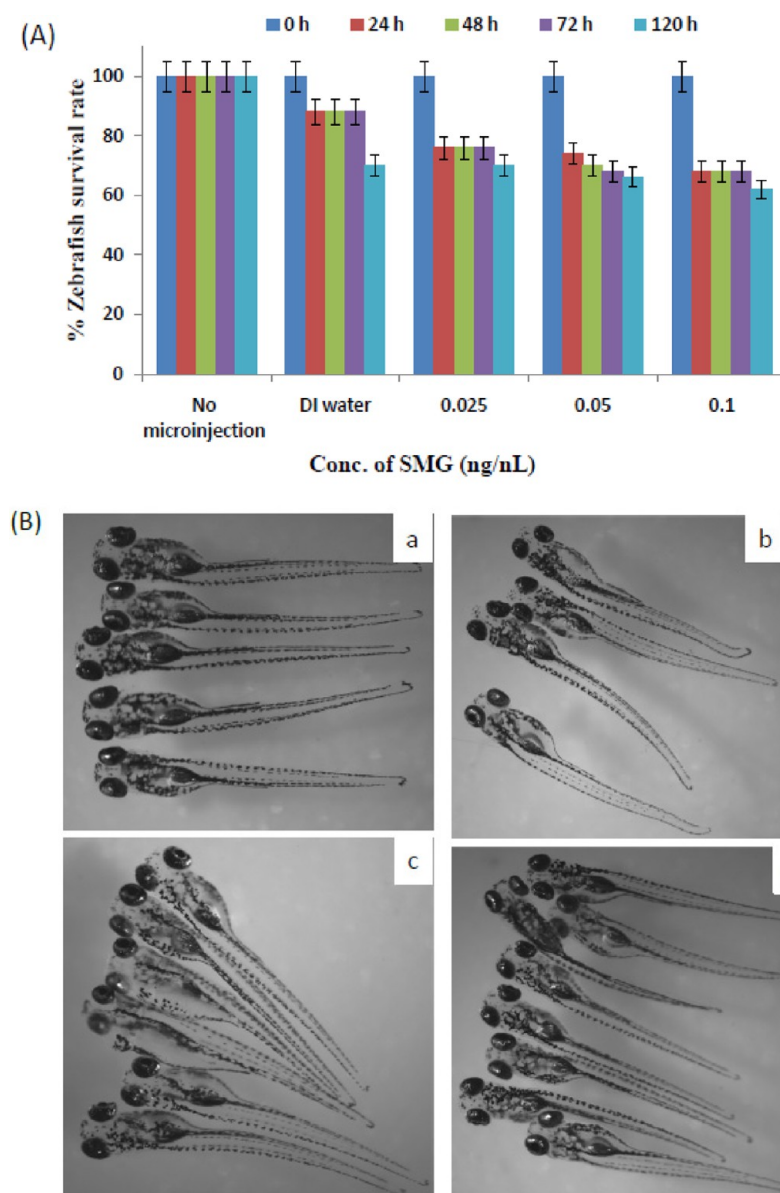 (A)
0 h 24 h 48 h 72 h 120 h
100
80
60
40
20
0
% Zebrafish survival rate
No microinjection
DI water
0.025
0.05
0.1
Conc. of SMG (ng/nL)
(B)
a
b
c